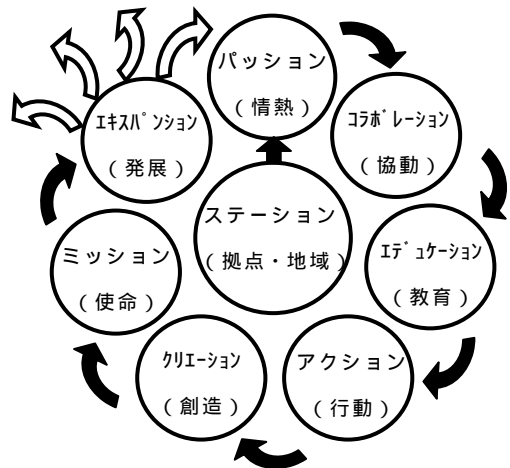 パッション
（情熱）
コラボレーション
（協動）
エデュケーション
（教育）
アクション
（行動）
クリエーション
（創造）
ミッション
（使命）
エキスパンション
（発展）
ステーション
（拠点・地域）